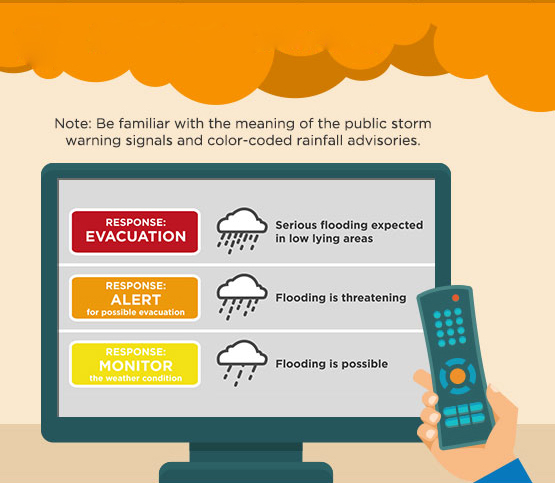 Note: Be familiar with the meaning of the public storm
warning signals and color-coded rainfall advisories.
RESPONSE:
EVACUATION
Serious flooding expected
in low lying areas
RESPONSE:
ALERT
for possible evacuation
Flooding is threatening
RESPONSE:
MONITOR
the weather condition
Flooding is possible